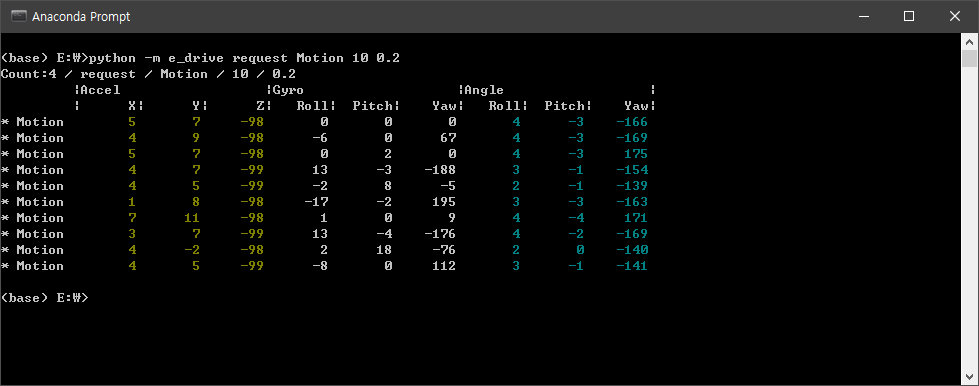 Anaconda Prompt
(base) E:\>python -m e_drive request Motion 10 0.2
Count:4 / request / Motion / 10 / 0.2
¦Accel ¦Gyro ¦Angle ¦
¦ X¦ Y¦ Z¦ Roll¦ Pitch¦ Yaw¦ Roll¦ Pitch¦ Yaw¦
* Motion 5 7 -98 0 0 0 4 -3 -166
* Motion 4 9 -98 -6 0 67 4 -3 -169
* Motion 5 7 -98 0 2 0 4 -3 175
* Motion 4 7 -99 13 -3 -188 3 -1 -154
* Motion 4 5 -99 -2 8 -5 2 -1 -139
* Motion 1 8 -98 -17 -2 195 3 -3 -163
* Motion 7 11 -98 1 0 9 4 -4 171
* Motion 3 7 -99 13 -4 -176 4 -2 -169
* Motion 4 -2 -98 2 18 -76 2 0 -140
* Motion 4 5 -99 -8 0 112 3 -1 -141
(base) E:₩>